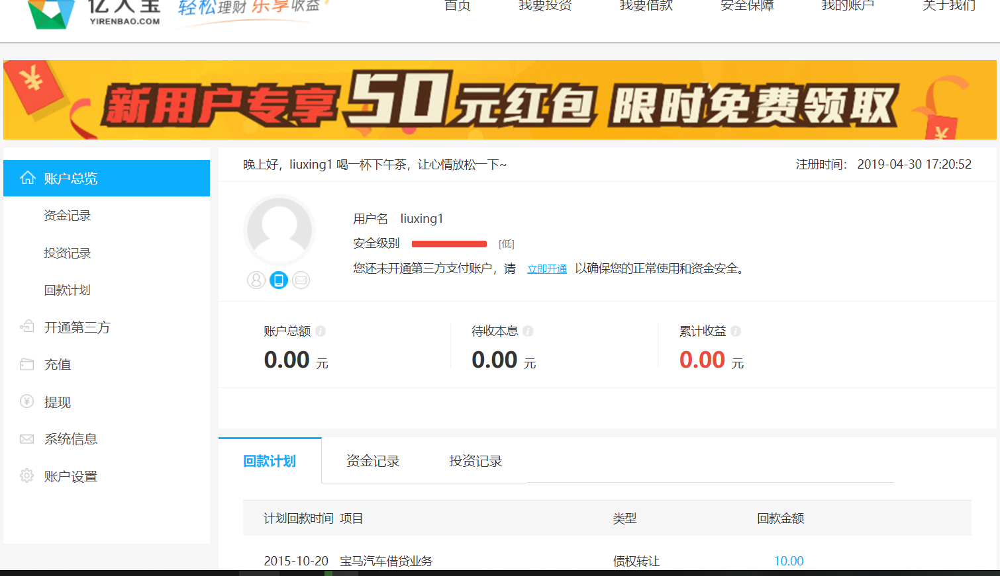 亿人宝
YIRENBAO.COM
轻松理财 乐享收益
首页 我要投资 我要借款 安全保障 我的账户 关于我们
新用户专享50元红包 限时免费领取
账户总览
资金记录
投资记录
回款计划
开通第三方
充值
提现
系统信息
账户设置
晚上好，liuxing1 喝一杯下午茶，让心情放松一下~
注册时间： 2019-04-30 17:20:52
用户名 liuxing1
安全级别 [低]
您还未开通第三方支付账户，请 立即开通 以确保您的正常使用和资金安全。
账户总额 待收本息 累计收益
0.00 元 0.00 元 0.00 元
回款计划 资金记录 投资记录
计划回款时间 项目 类型 回款金额
2015-10-20 宝马汽车借贷业务 债权转让 10.00